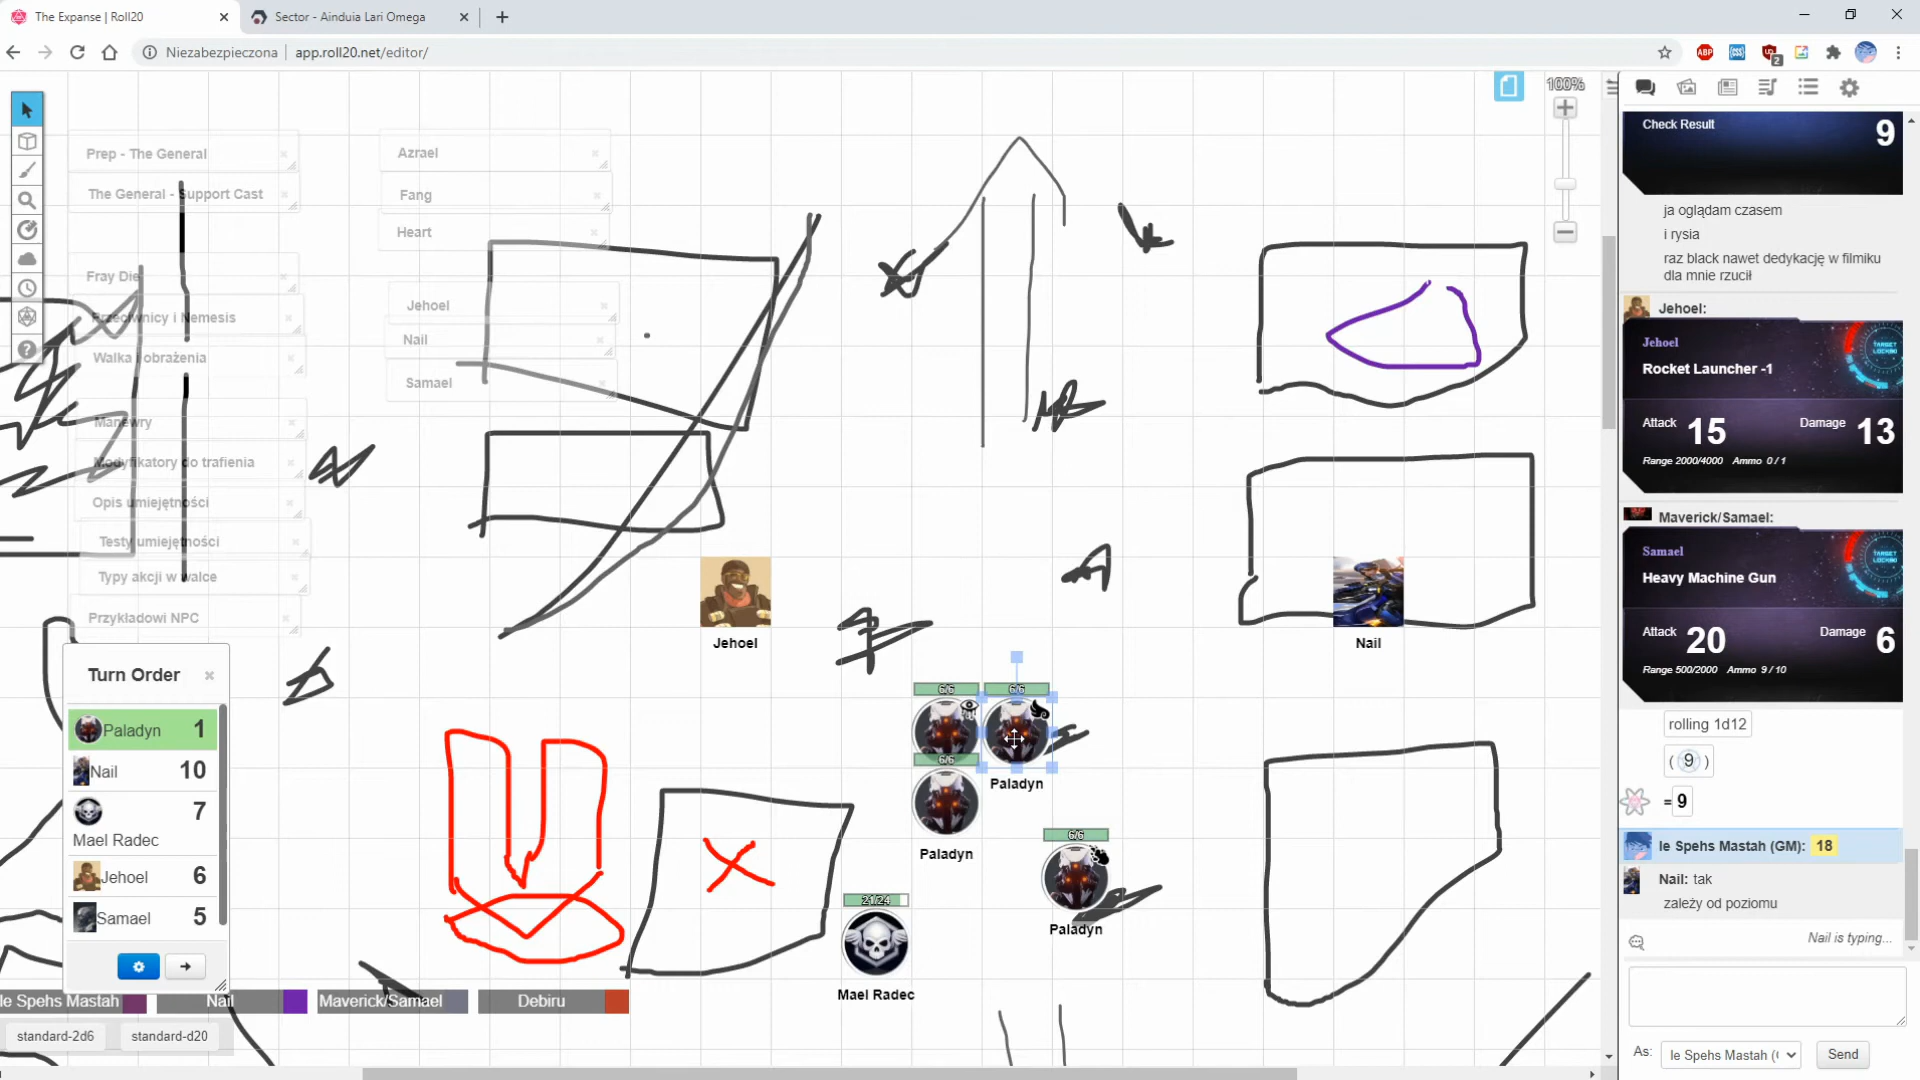 The Expanse | Roll20
Sector - Ainduia Lari Omega
Niezabezpieczona
app.roll20.net/editor/
ABP
2
100%
Prep - The General
The General - Support Cast
Fray Die
Przeciwnicy i Nemesis
Walka i obrażenia
Manewry
Modyfikatory do trafienia
Opis umiejętności
Testy umiejętności
Typy akcji w walce
Przykładowi NPC
Azrael
Fang
Heart
Jehoel
Nail
Samael
Turn Order
Paladyn 1
Nail 10
7
Mael Radec
Jehoel 6
Samael 5
le Spehs Mastah
Nail
Maverick/Samael
Debiru
standard-2d6
standard-d20
Jehoel
Nail
6/6
6/6
Paladyn
6/6
Paladyn
6/6
Paladyn
21/24
Mael Radec
Check Result 9
ja oglądam czasem
i rysia
raz black nawet dedykację w filmiku
dla mnie rzucił
Jehoel:
Jehoel
Rocket Launcher -1
Attack 15 Damage 13
Range 2000/4000 Ammo 0 / 1
Maverick/Samael:
Samael
Heavy Machine Gun
Attack 20 Damage 6
Range 500/2000 Ammo 9 / 10
rolling 1d12
( 9 )
= 9
le Spehs Mastah (GM): 18
Nail: tak
zależy od poziomu
Nail is typing...
As:
le Spehs Mastah (
Send